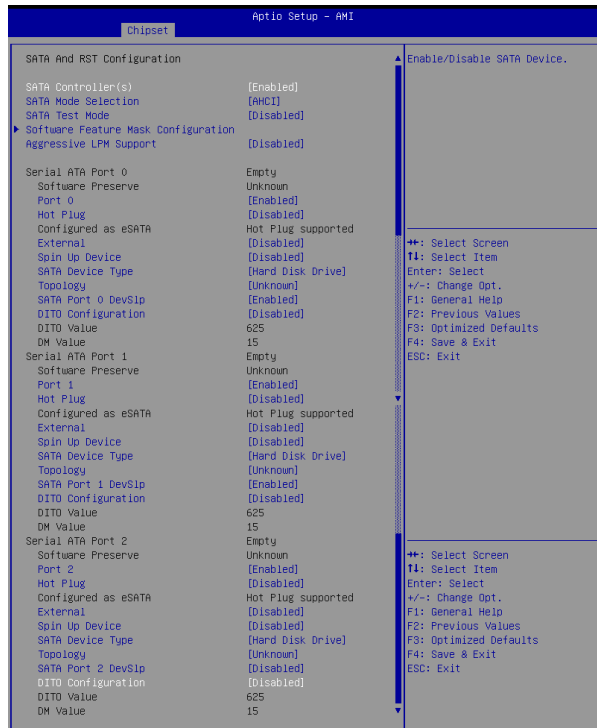 Aptio Setup – AMI
Chipset
SATA And RST Configuration
SATA Controller(s) [Enabled]
SATA Mode Selection [AHCI]
SATA Test Mode [Disabled]
Software Feature Mask Configuration
Aggressive LPM Support [Disabled]
Serial ATA Port 0 Empty
Software Preserve Unknown
Port 0 [Enabled]
Hot Plug [Disabled]
Configured as eSATA Hot Plug supported
External [Disabled]
Spin Up Device [Disabled]
SATA Device Type [Hard Disk Drive]
Topology [Unknown]
SATA Port 0 DevSlp [Enabled]
DITO Configuration [Disabled]
DITO Value 625
DM Value 15
Serial ATA Port 1 Empty
Software Preserve Unknown
Port 1 [Enabled]
Hot Plug [Disabled]
Configured as eSATA Hot Plug supported
External [Disabled]
Spin Up Device [Disabled]
SATA Device Type [Hard Disk Drive]
Topology [Unknown]
SATA Port 1 DevSlp [Enabled]
DITO Configuration [Disabled]
DITO Value 625
DM Value 15
Serial ATA Port 2 Empty
Software Preserve Unknown
Port 2 [Enabled]
Hot Plug [Disabled]
Configured as eSATA Hot Plug supported
External [Disabled]
Spin Up Device [Disabled]
SATA Device Type [Hard Disk Drive]
Topology [Unknown]
SATA Port 2 DevSlp [Disabled]
DITO Configuration [Disabled]
DITO Value 625
DM Value 15
Enable/Disable SATA Device.
→←: Select Screen
↑↓: Select Item
Enter: Select
+/-: Change Opt.
F1: General Help
F2: Previous Values
F3: Optimized Defaults
F4: Save & Exit
ESC: Exit
→←: Select Screen
↑↓: Select Item
Enter: Select
+/-: Change Opt.
F1: General Help
F2: Previous Values
F3: Optimized Defaults
F4: Save & Exit
ESC: Exit